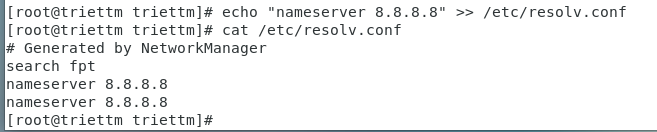 [root@triettm triettm]# echo "nameserver 8.8.8.8" >> /etc/resolv.conf
[root@triettm triettm]# cat /etc/resolv.conf
# Generated by NetworkManager
search fpt
nameserver 8.8.8.8
nameserver 8.8.8.8
[root@triettm triettm]#